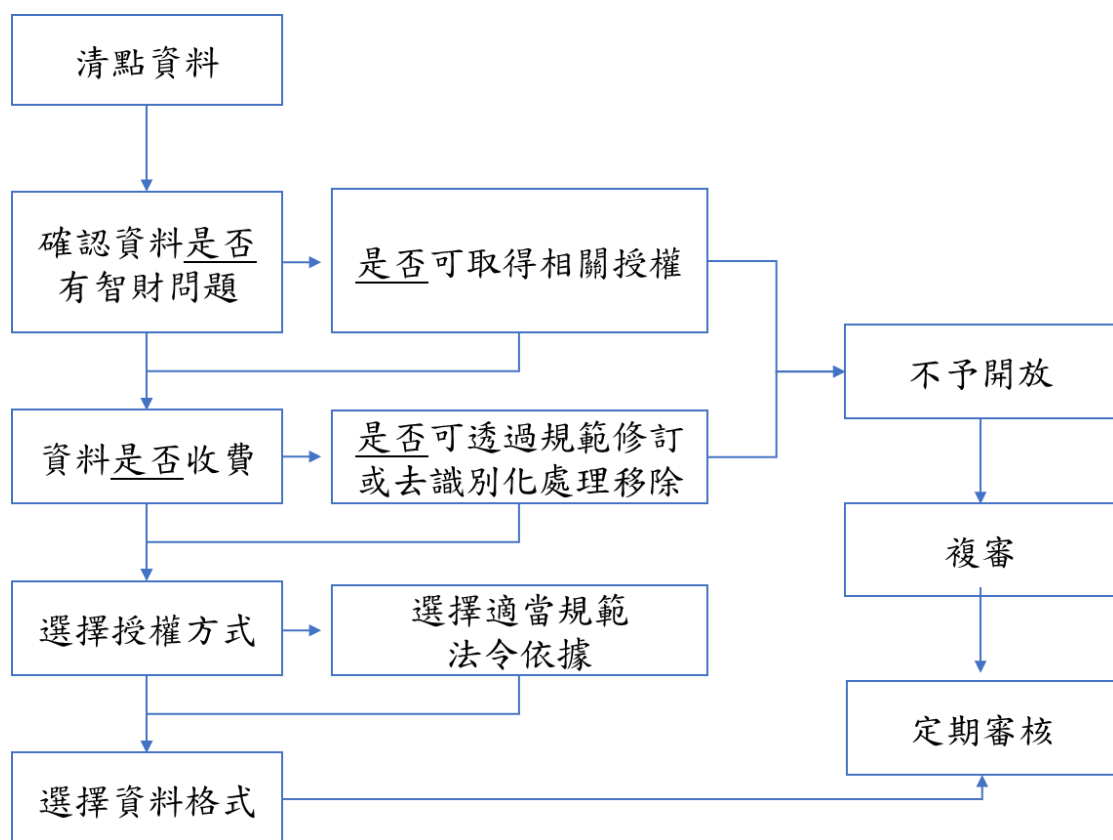 清點資料
確認資料是否
有智財問題
是否可取得相關授權
不予開放
資料是否收費
是否可透過規範修訂
或去識別化處理移除
複審
選擇授權方式
選擇適當規範
法令依據
定期審核
選擇資料格式